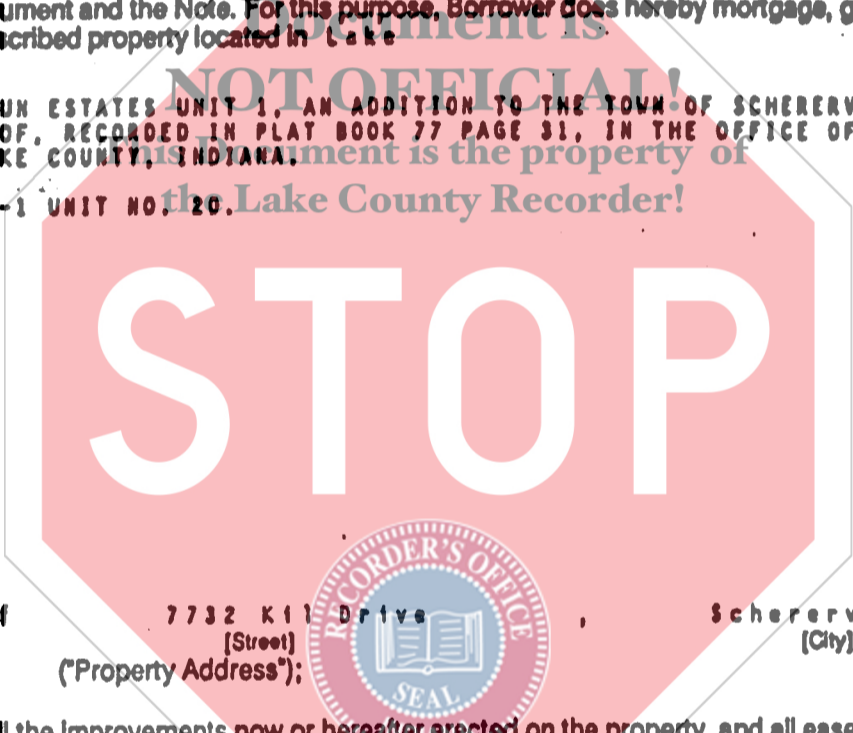 ument and the Note. For this purpose, Borrower does hereby mortgage, g
Document is
scribed property located in Lake
NOT OFFICIAL!
UN ESTATES UNIT 1, AN ADDITION TO THE TOWN OF SCHERERV
OF, RECORDED IN PLAT BOOK 77 PAGE 31, IN THE OFFICE OF
This Document is the property of
KE COUNTY, INDIANA.
the Lake County Recorder!
-1 UNIT NO. 20.
STOP
RECORDER'S OFFICE
SEAL
f 7732 Kil Drive , Schererv
[Street] [City]
("Property Address");
ll the improvements now or hereafter erected on the property, and all ease